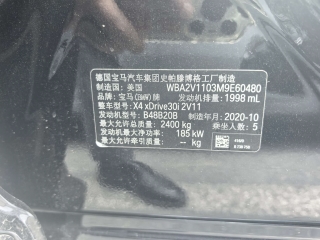 德国宝马汽车集团史帕滕博格工厂制造
制造国：美国 WBA2V1103M9E60480
品牌：宝马(BMW)牌 发动机排量：1998 mL
整车型号：X4 xDrive30i 2V11
发动机型号：B48B20B 制造年月：2020-10
最大允许总质量：2400 kg 乘坐人数：5
发动机最大净功率：185 kW
最大允许牵引质量：-- kg